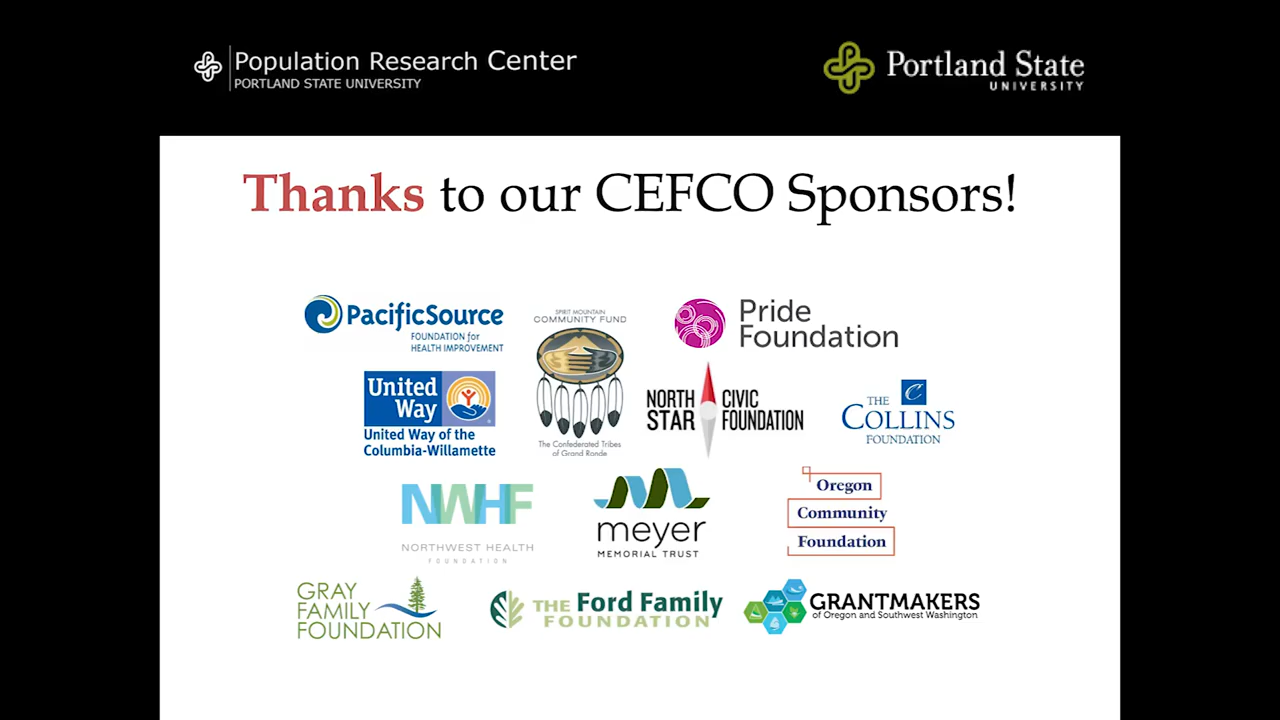 Population Research Center
PORTLAND STATE UNIVERSITY
Portland State
UNIVERSITY
Thanks to our CEFCO Sponsors!
PacificSource
FOUNDATION for
HEALTH IMPROVEMENT
SPIRIT MOUNTAIN
COMMUNITY FUND
The Confederated Tribes
of Grand Ronde
Pride
Foundation
United
Way
United Way of the
Columbia-Willamette
NORTH
STAR
CIVIC
FOUNDATION
C
THE
COLLINS
FOUNDATION
NWHF
NORTHWEST HEALTH
FOUNDATION
meyer
MEMORIAL TRUST
Oregon
Community
Foundation
GRAY
FAMILY
FOUNDATION
THE Ford Family
FOUNDATION
GRANTMAKERS
of Oregon and Southwest Washington